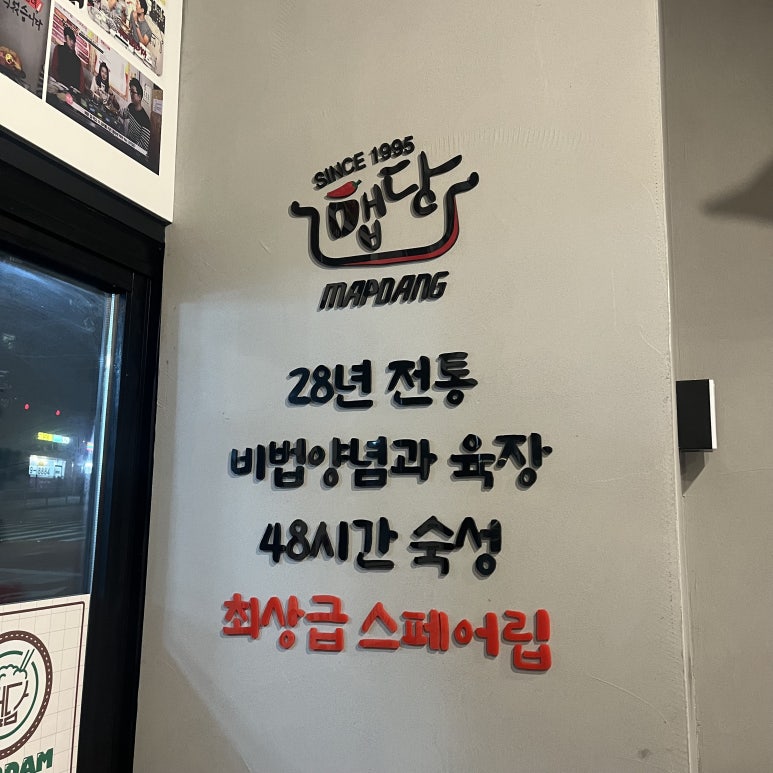 SINCE 1995
맵당
MAPDANG
28년 전통
비법양념과 육장
48시간 숙성
최상급 스페어립